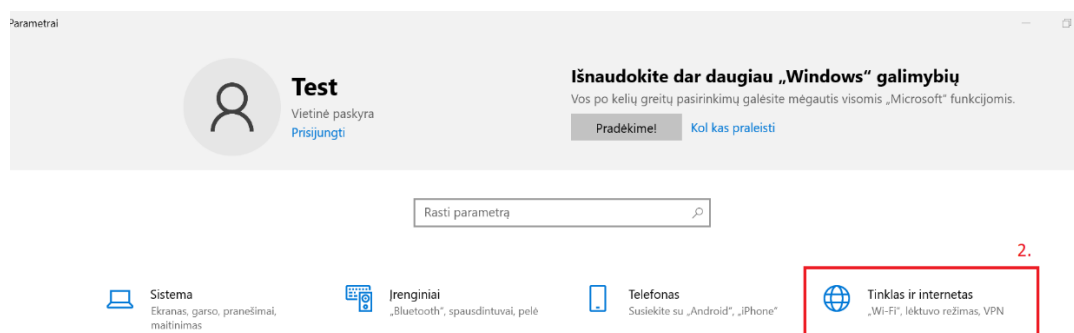 Parametrai
Test
Vietinė paskyra
Prisijungti
Išnaudokite dar daugiau „Windows“ galimybių
Vos po kelių greitų pasirinkimų galėsite mėgautis visomis „Microsoft“ funkcijomis.
Pradėkime!
Kol kas praleisti
Rasti parametrą
2.
Sistema
Ekranas, garso, pranešimai,
maitinimas
Įrenginiai
„Bluetooth“, spausdintuvai, pelė
Telefonas
Susiekite su „Android“, „iPhone“
Tinklas ir internetas
„Wi-Fi“, lėktuvo režimas, VPN